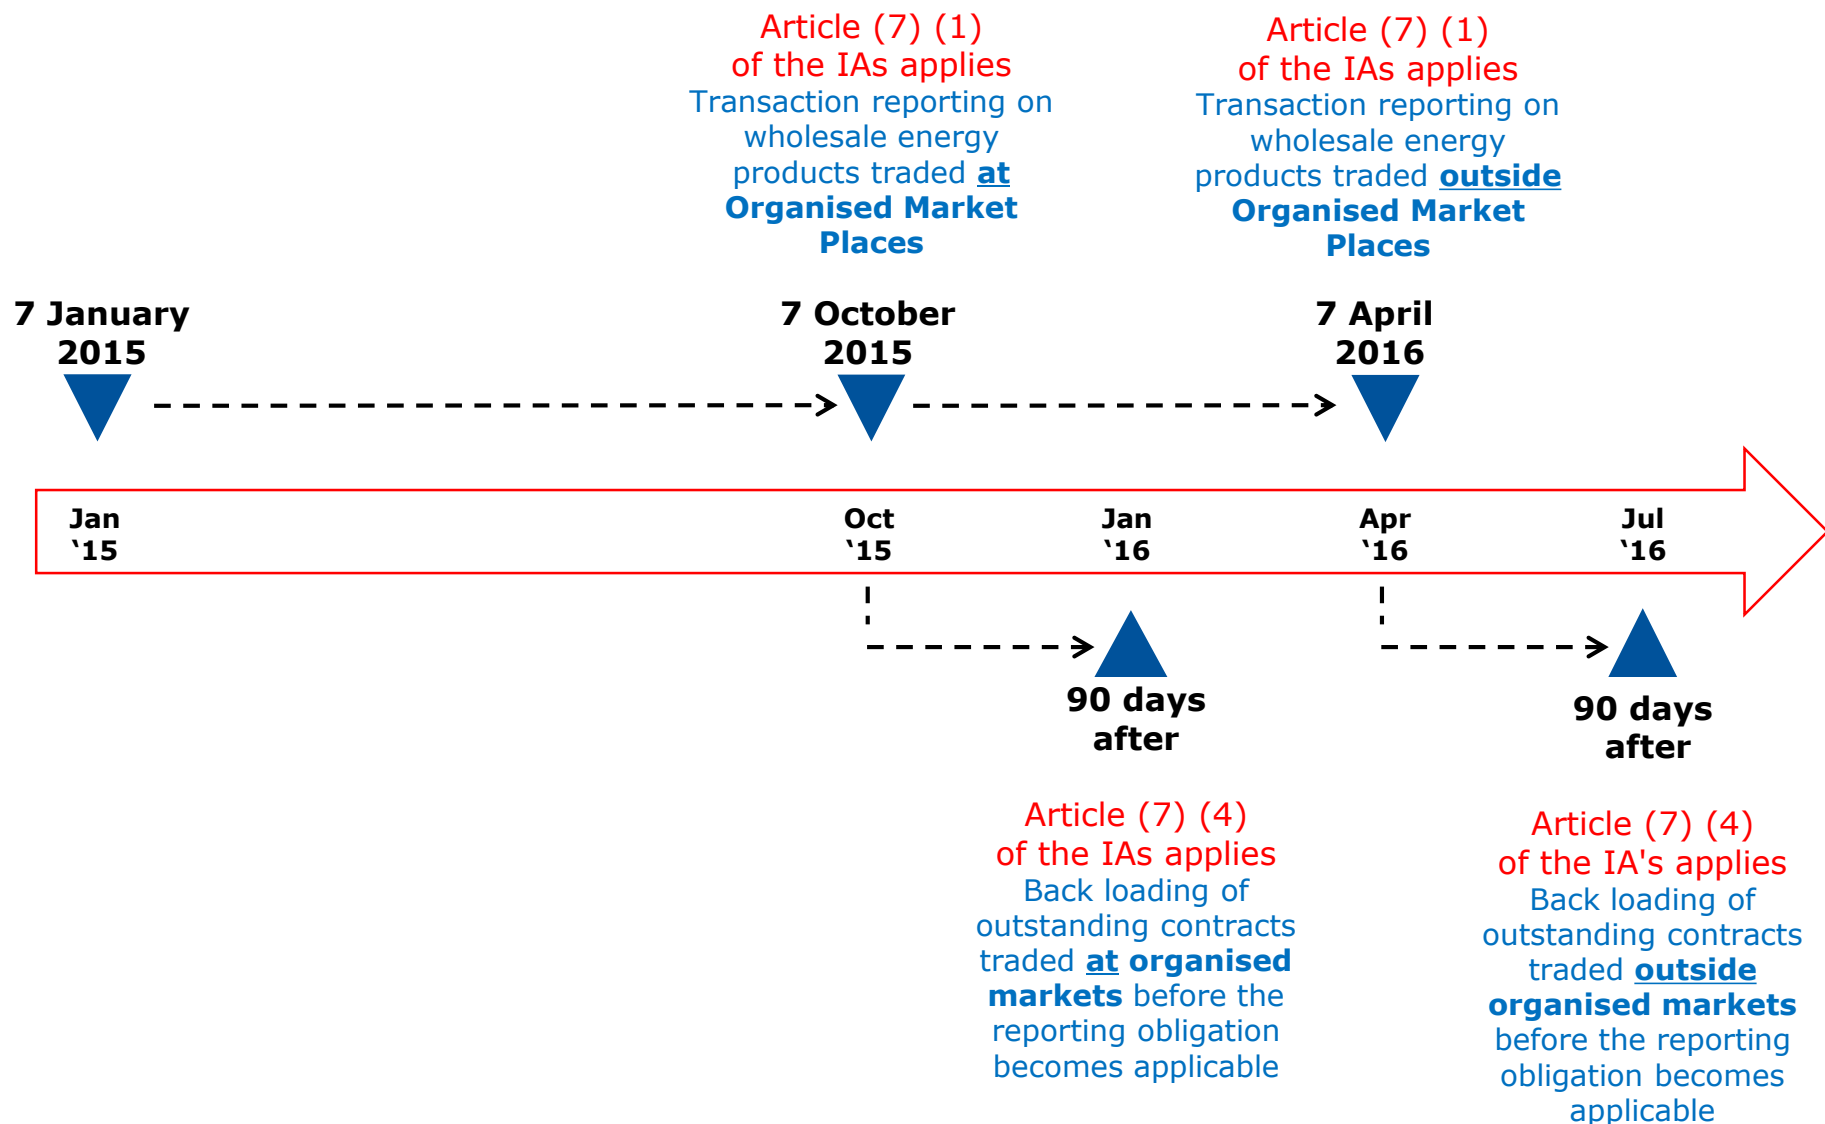 Article (7) (1)
of the IAs applies
Transaction reporting on
wholesale energy
products traded at
Organised Market
Places
Article (7) (1)
of the IAs applies
Transaction reporting on
wholesale energy
products traded outside
Organised Market
Places
7 January
2015
7 October
2015
7 April
2016
Jan
‘15
Oct
‘15
Jan
‘16
Apr
‘16
Jul
‘16
90 days
after
90 days
after
Article (7) (4)
of the IAs applies
Back loading of
outstanding contracts
traded at organised
markets before the
reporting obligation
becomes applicable
Article (7) (4)
of the IA's applies
Back loading of
outstanding contracts
traded outside
organised markets
before the reporting
obligation becomes
applicable